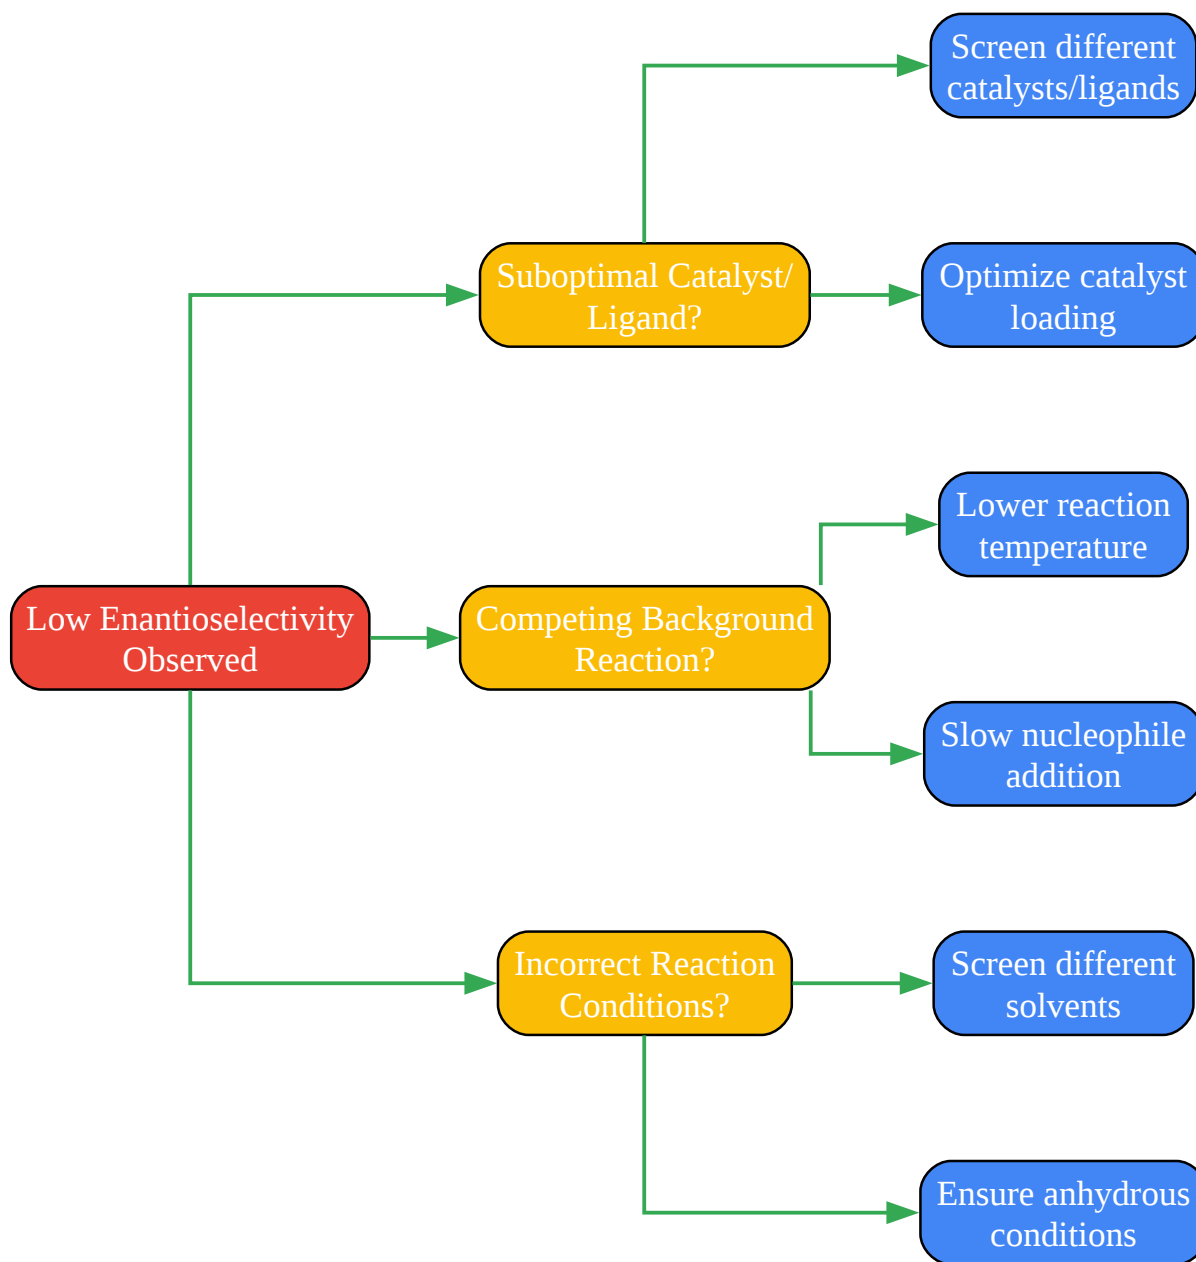 Screen different
catalysts/ligands
Suboptimal Catalyst/
Ligand?
Optimize catalyst
loading
Lower reaction
temperature
Low Enantioselectivity
Observed
Competing Background
Reaction?
Slow nucleophile
addition
Incorrect Reaction
Conditions?
Screen different
solvents
Ensure anhydrous
conditions